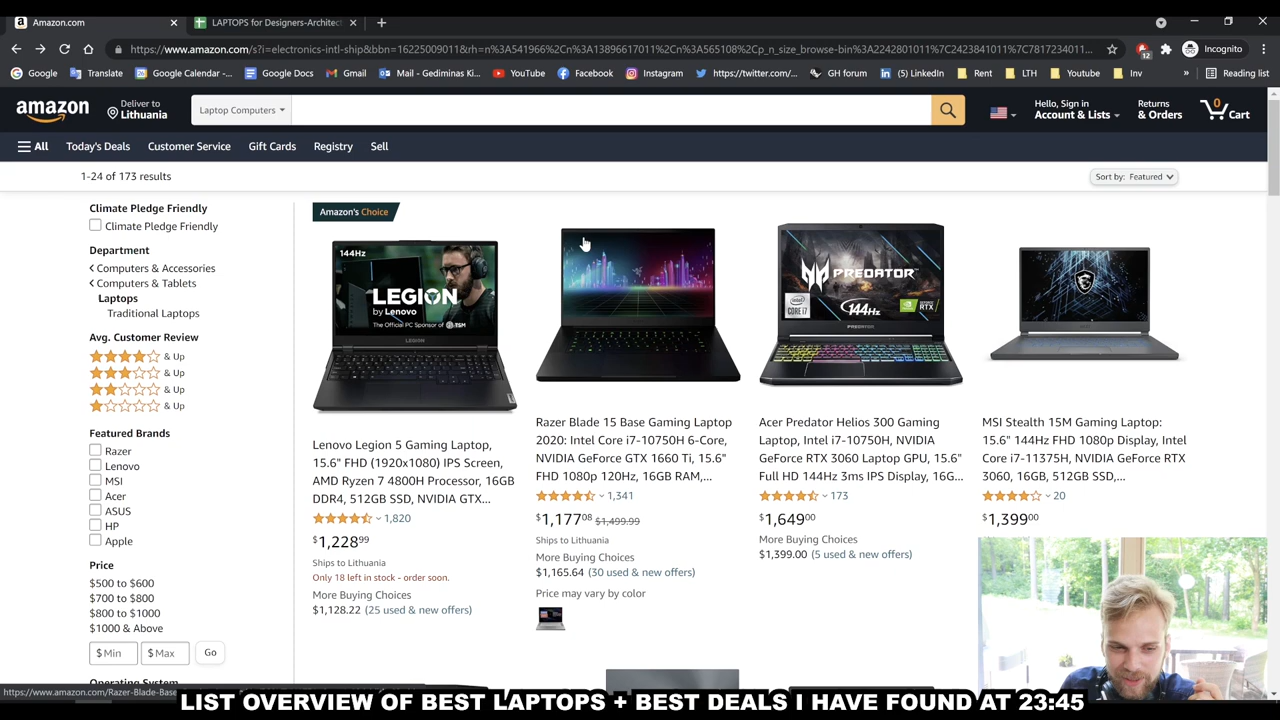 Amazon.com
LAPTOPS for Designers-Architect
Incognito
https://www.amazon.com/s?i=electronics-intl-ship&bbn=16225009011&rh=n%3A541966%2Cn%3A13896617011%2Cn%3A565108%2Cp_n_size_browse-bin%3A2242801011%7C2423841011%7C7817234011...
12
Google
Translate
Google Calendar -...
Google Docs
Gmail
Mail - Gediminas Ki...
YouTube
Facebook
Instagram
https://twitter.com/...
GH forum
(5) LinkedIn
Rent
LTH
Youtube
Inv
»
Reading list
amazon
Deliver to
Lithuania
Laptop Computers
Hello, Sign in
Account & Lists
Returns
& Orders
0
Cart
All
Today's Deals
Customer Service
Gift Cards
Registry
Sell
1-24 of 173 results
Sort by: Featured
Climate Pledge Friendly
Climate Pledge Friendly
Department
Computers & Accessories
Computers & Tablets
Laptops
Traditional Laptops
Avg. Customer Review
& Up
& Up
& Up
& Up
Featured Brands
Razer
Lenovo
MSI
Acer
ASUS
HP
Apple
Price
$500 to $600
$700 to $800
$800 to $1000
$1000 & Above
$ Min
$ Max
Go
Operating System
Amazon's Choice
144Hz
LEGION
by Lenovo
The Official PC Sponsor of TSM
LEGION
Lenovo Legion 5 Gaming Laptop,
15.6" FHD (1920x1080) IPS Screen,
AMD Ryzen 7 4800H Processor, 16GB
DDR4, 512GB SSD, NVIDIA GTX...
1,820
$1,228.99
Ships to Lithuania
Only 18 left in stock - order soon.
More Buying Choices
$1,128.22 (25 used & new offers)
Razer Blade 15 Base Gaming Laptop
2020: Intel Core i7-10750H 6-Core,
NVIDIA GeForce GTX 1660 Ti, 15.6"
FHD 1080p 120Hz, 16GB RAM,...
1,341
$1,177.08 $1,499.99
Ships to Lithuania
More Buying Choices
$1,165.64 (30 used & new offers)
Price may vary by color
PREDATOR
intel
CORE i7
144Hz
NVIDIA
GEFORCE
RTX
PREDATOR
Acer Predator Helios 300 Gaming
Laptop, Intel i7-10750H, NVIDIA
GeForce RTX 3060 Laptop GPU, 15.6"
Full HD 144Hz 3ms IPS Display, 16G...
173
$1,649.00
More Buying Choices
$1,399.00 (5 used & new offers)
MSI Stealth 15M Gaming Laptop:
15.6" 144Hz FHD 1080p Display, Intel
Core i7-11375H, NVIDIA GeForce RTX
3060, 16GB, 512GB SSD,...
20
$1,399.00
https://www.amazon.com/Razer-Blade-Base
LIST OVERVIEW OF BEST LAPTOPS + BEST DEALS I HAVE FOUND AT 23:45